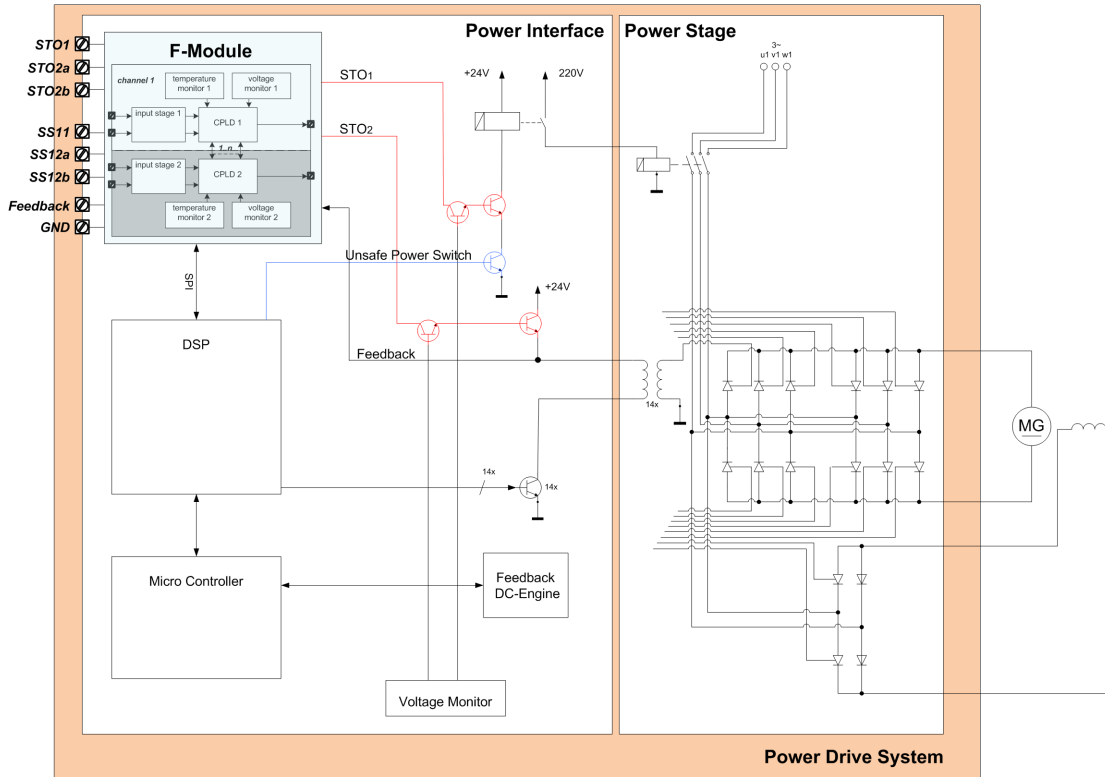 Power Interface
Power Stage
STO1
STO2a
STO2b
SS11
SS12a
SS12b
Feedback
GND
F-Module
channel 1
temperature
monitor 1
voltage
monitor 1
input stage 1
CPLD 1
1..n
input stage 2
CPLD 2
temperature
monitor 2
voltage
monitor 2
STO1
STO2
+24V
220V
3~
u1 v1 w1
Unsafe Power Switch
SPI
+24V
DSP
Feedback
14x
MG
14x
14x
Micro Controller
Feedback
DC-Engine
Voltage Monitor
Power Drive System